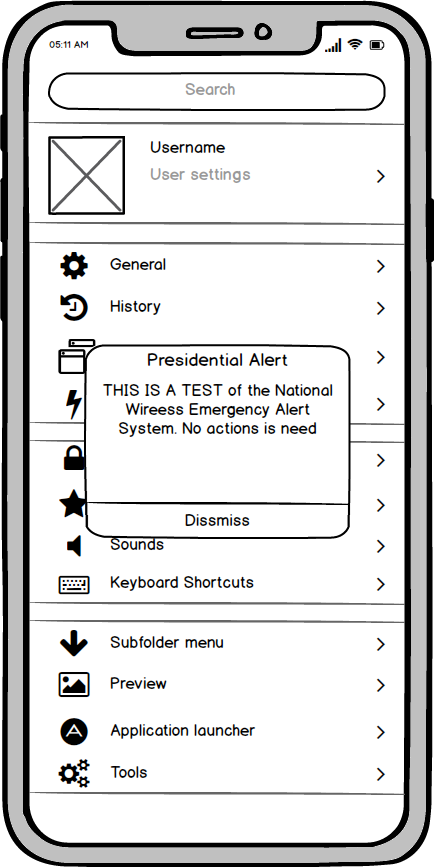 05:11 AM
Search
Username
User settings
General
History
Presidential Alert
THIS IS A TEST of the National
Wireess Emergency Alert
System. No actions is need
Dissmiss
Sounds
Keyboard Shortcuts
Subfolder menu
Preview
Application launcher
Tools